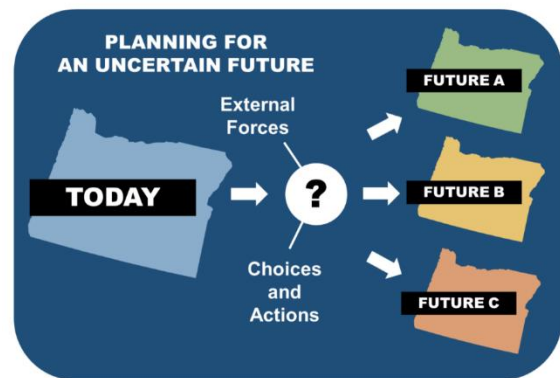 PLANNING FOR
AN UNCERTAIN FUTURE
TODAY
External
Forces
?
Choices
and
Actions
FUTURE A
FUTURE B
FUTURE C